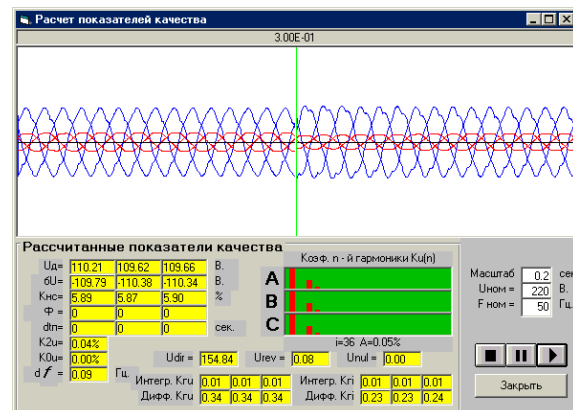 Расчет показателей качества
3.00E-01
Рассчитанные показатели качества
Uд= 110.21 109.62 109.66 В.
бU= -109.79 -110.38 -110.34 В.
Kнс= 5.89 5.87 5.90 %
Ф = 0 0 0
dtn= 0 0 0 сек.
K2u= 0.04%
K0u= 0.00%
d f = 0.09 Гц.
Коэф. n - й гармоники Ku(n)
A
B
C
i=36 A=0.05%
Udir = 154.84 Urev = 0.08 Unul = 0.00
Интегр. Kru 0.01 0.01 0.01 Интегр. Kri 0.01 0.01 0.01
Дифф. Kru 0.34 0.34 0.34 Дифф. Kri 0.23 0.23 0.24
Масштаб 0.2 сек
Uном = 220 В.
F ном = 50 Гц.
Закрыть